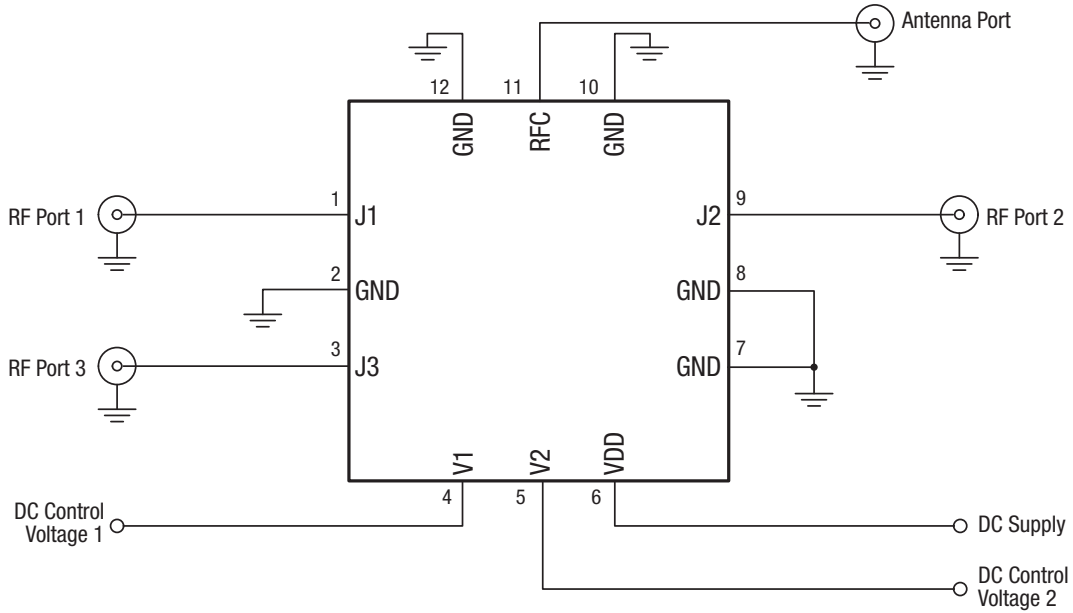 Antenna Port
12
11
10
GND
RFC
GND
1
9
RF Port 1
J1
J2
RF Port 2
2
8
GND
GND
3
7
RF Port 3
J3
GND
V1
V2
VDD
4
5
6
DC Control
Voltage 1
DC Supply
DC Control
Voltage 2